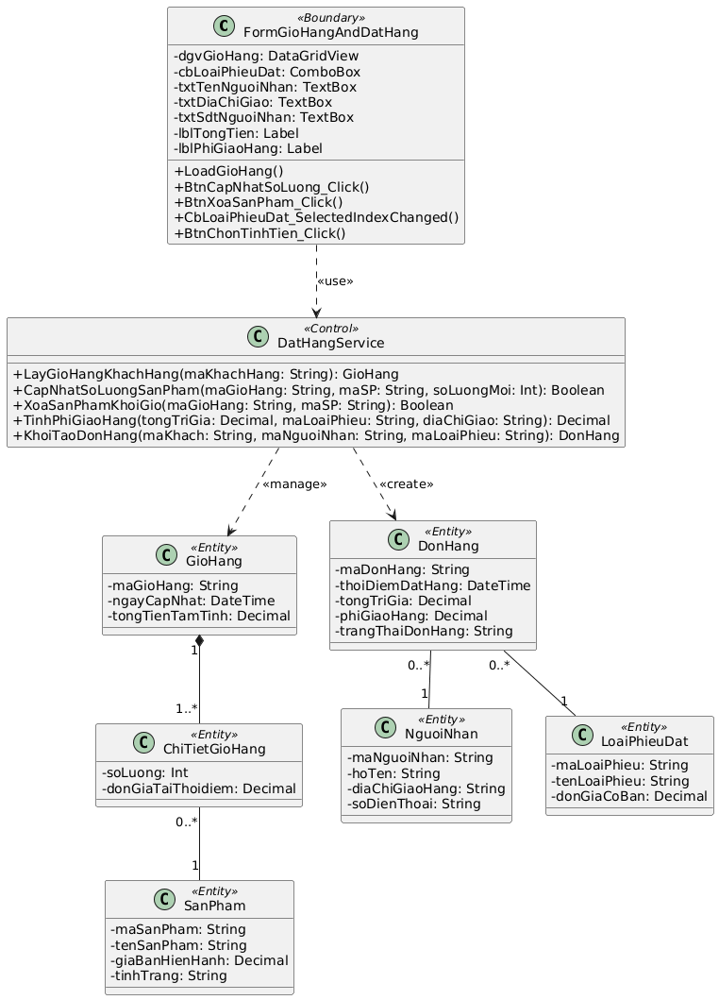 C
«Boundary»
FormGioHangAndDatHang
-dgvGioHang: DataGridView
-cbLoaiPhieuDat: ComboBox
-txtTenNguoiNhan: TextBox
-txtDiaChiGiao: TextBox
-txtSdtNguoiNhan: TextBox
-lblTongTien: Label
-lblPhiGiaoHang: Label
+LoadGioHang()
+BtnCapNhatSoLuong_Click()
+BtnXoaSanPham_Click()
+CbLoaiPhieuDat_SelectedIndexChanged()
+BtnChonTinhTien_Click()
«use»
C
«Control»
DatHangService
+LayGioHangKhachHang(maKhachHang: String): GioHang
+CapNhatSoLuongSanPham(maGioHang: String, maSP: String, soLuongMoi: Int): Boolean
+XoaSanPhamKhoiGio(maGioHang: String, maSP: String): Boolean
+TinhPhiGiaoHang(tongTriGia: Decimal, maLoaiPhieu: String, diaChiGiao: String): Decimal
+KhoiTaoDonHang(maKhach: String, maNguoiNhan: String, maLoaiPhieu: String): DonHang
«manage»
«create»
C
«Entity»
GioHang
-maGioHang: String
-ngayCapNhat: DateTime
-tongTienTamTinh: Decimal
C
«Entity»
DonHang
-maDonHang: String
-thoiDiemDatHang: DateTime
-tongTriGia: Decimal
-phiGiaoHang: Decimal
-trangThaiDonHang: String
1
1..*
0..*
1
0..*
1
C
«Entity»
ChiTietGioHang
-soLuong: Int
-donGiaTaiThoidiem: Decimal
C
«Entity»
NguoiNhan
-maNguoiNhan: String
-hoTen: String
-diaChiGiaoHang: String
-soDienThoai: String
C
«Entity»
LoaiPhieuDat
-maLoaiPhieu: String
-tenLoaiPhieu: String
-donGiaCoBan: Decimal
0..*
1
C
«Entity»
SanPham
-maSanPham: String
-tenSanPham: String
-giaBanHienHanh: Decimal
-tinhTrang: String